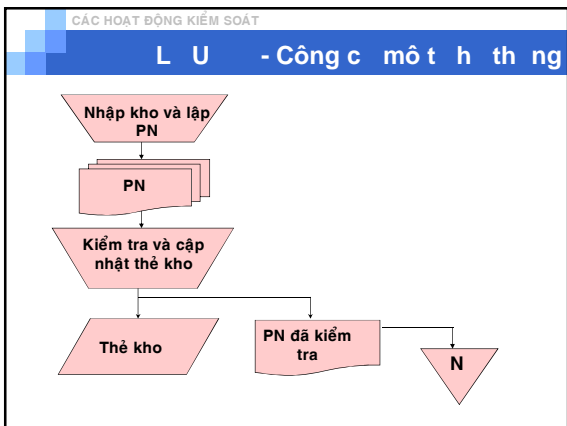 CÁC HOẠT ĐỘNG KIỂM SOÁT
L U - Công c mô t h th ng
Nhập kho và lập
PN
PN
Kiểm tra và cập
nhật thẻ kho
Thẻ kho
PN đã kiểm
tra
N